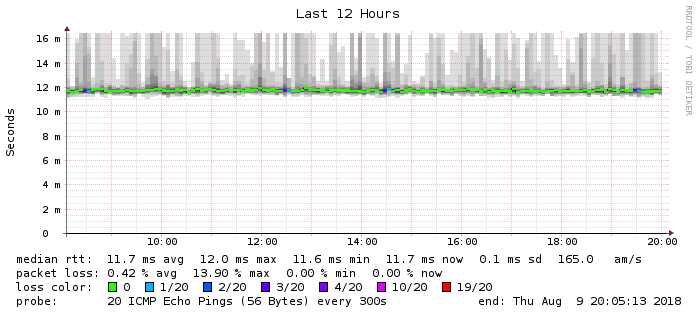 Last 12 Hours
RRDTOOL / TOBI OETIKER
Seconds
16 m
14 m
12 m
10 m
8 m
6 m
4 m
2 m
0
10:00 12:00 14:00 16:00 18:00 20:00
median rtt: 11.7 ms avg 12.0 ms max 11.6 ms min 11.7 ms now 0.1 ms sd 165.0 am/s
packet loss: 0.42 % avg 13.90 % max 0.00 % min 0.00 % now
loss color: 0 1/20 2/20 3/20 4/20 10/20 19/20
probe: 20 ICMP Echo Pings (56 Bytes) every 300s end: Thu Aug 9 20:05:13 2018